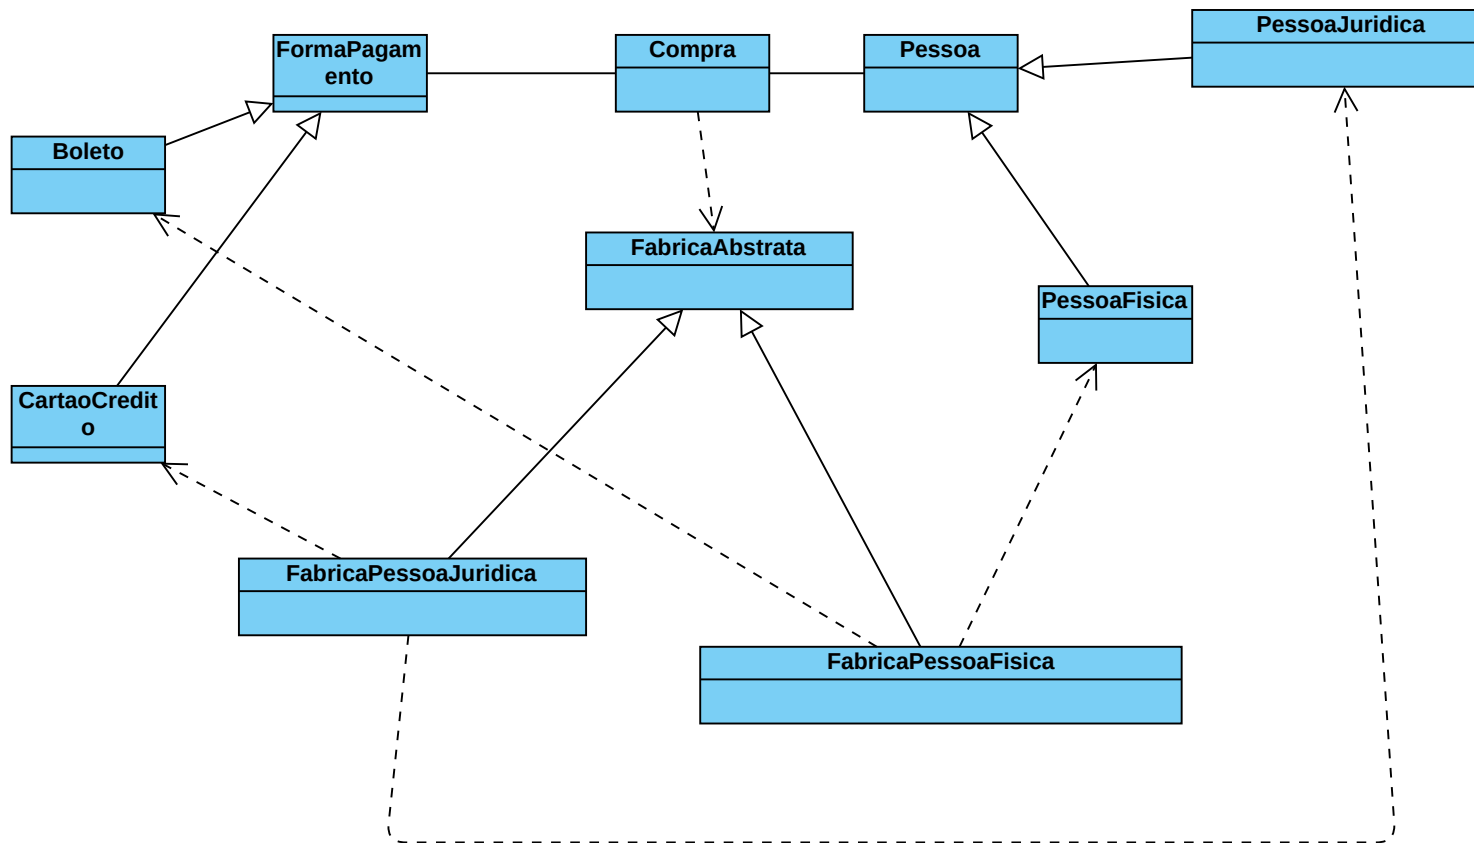 PessoaJuridica
FormaPagam
ento
Compra
Pessoa
Boleto
FabricaAbstrata
PessoaFisica
CartaoCredit
o
FabricaPessoaJuridica
FabricaPessoaFisica